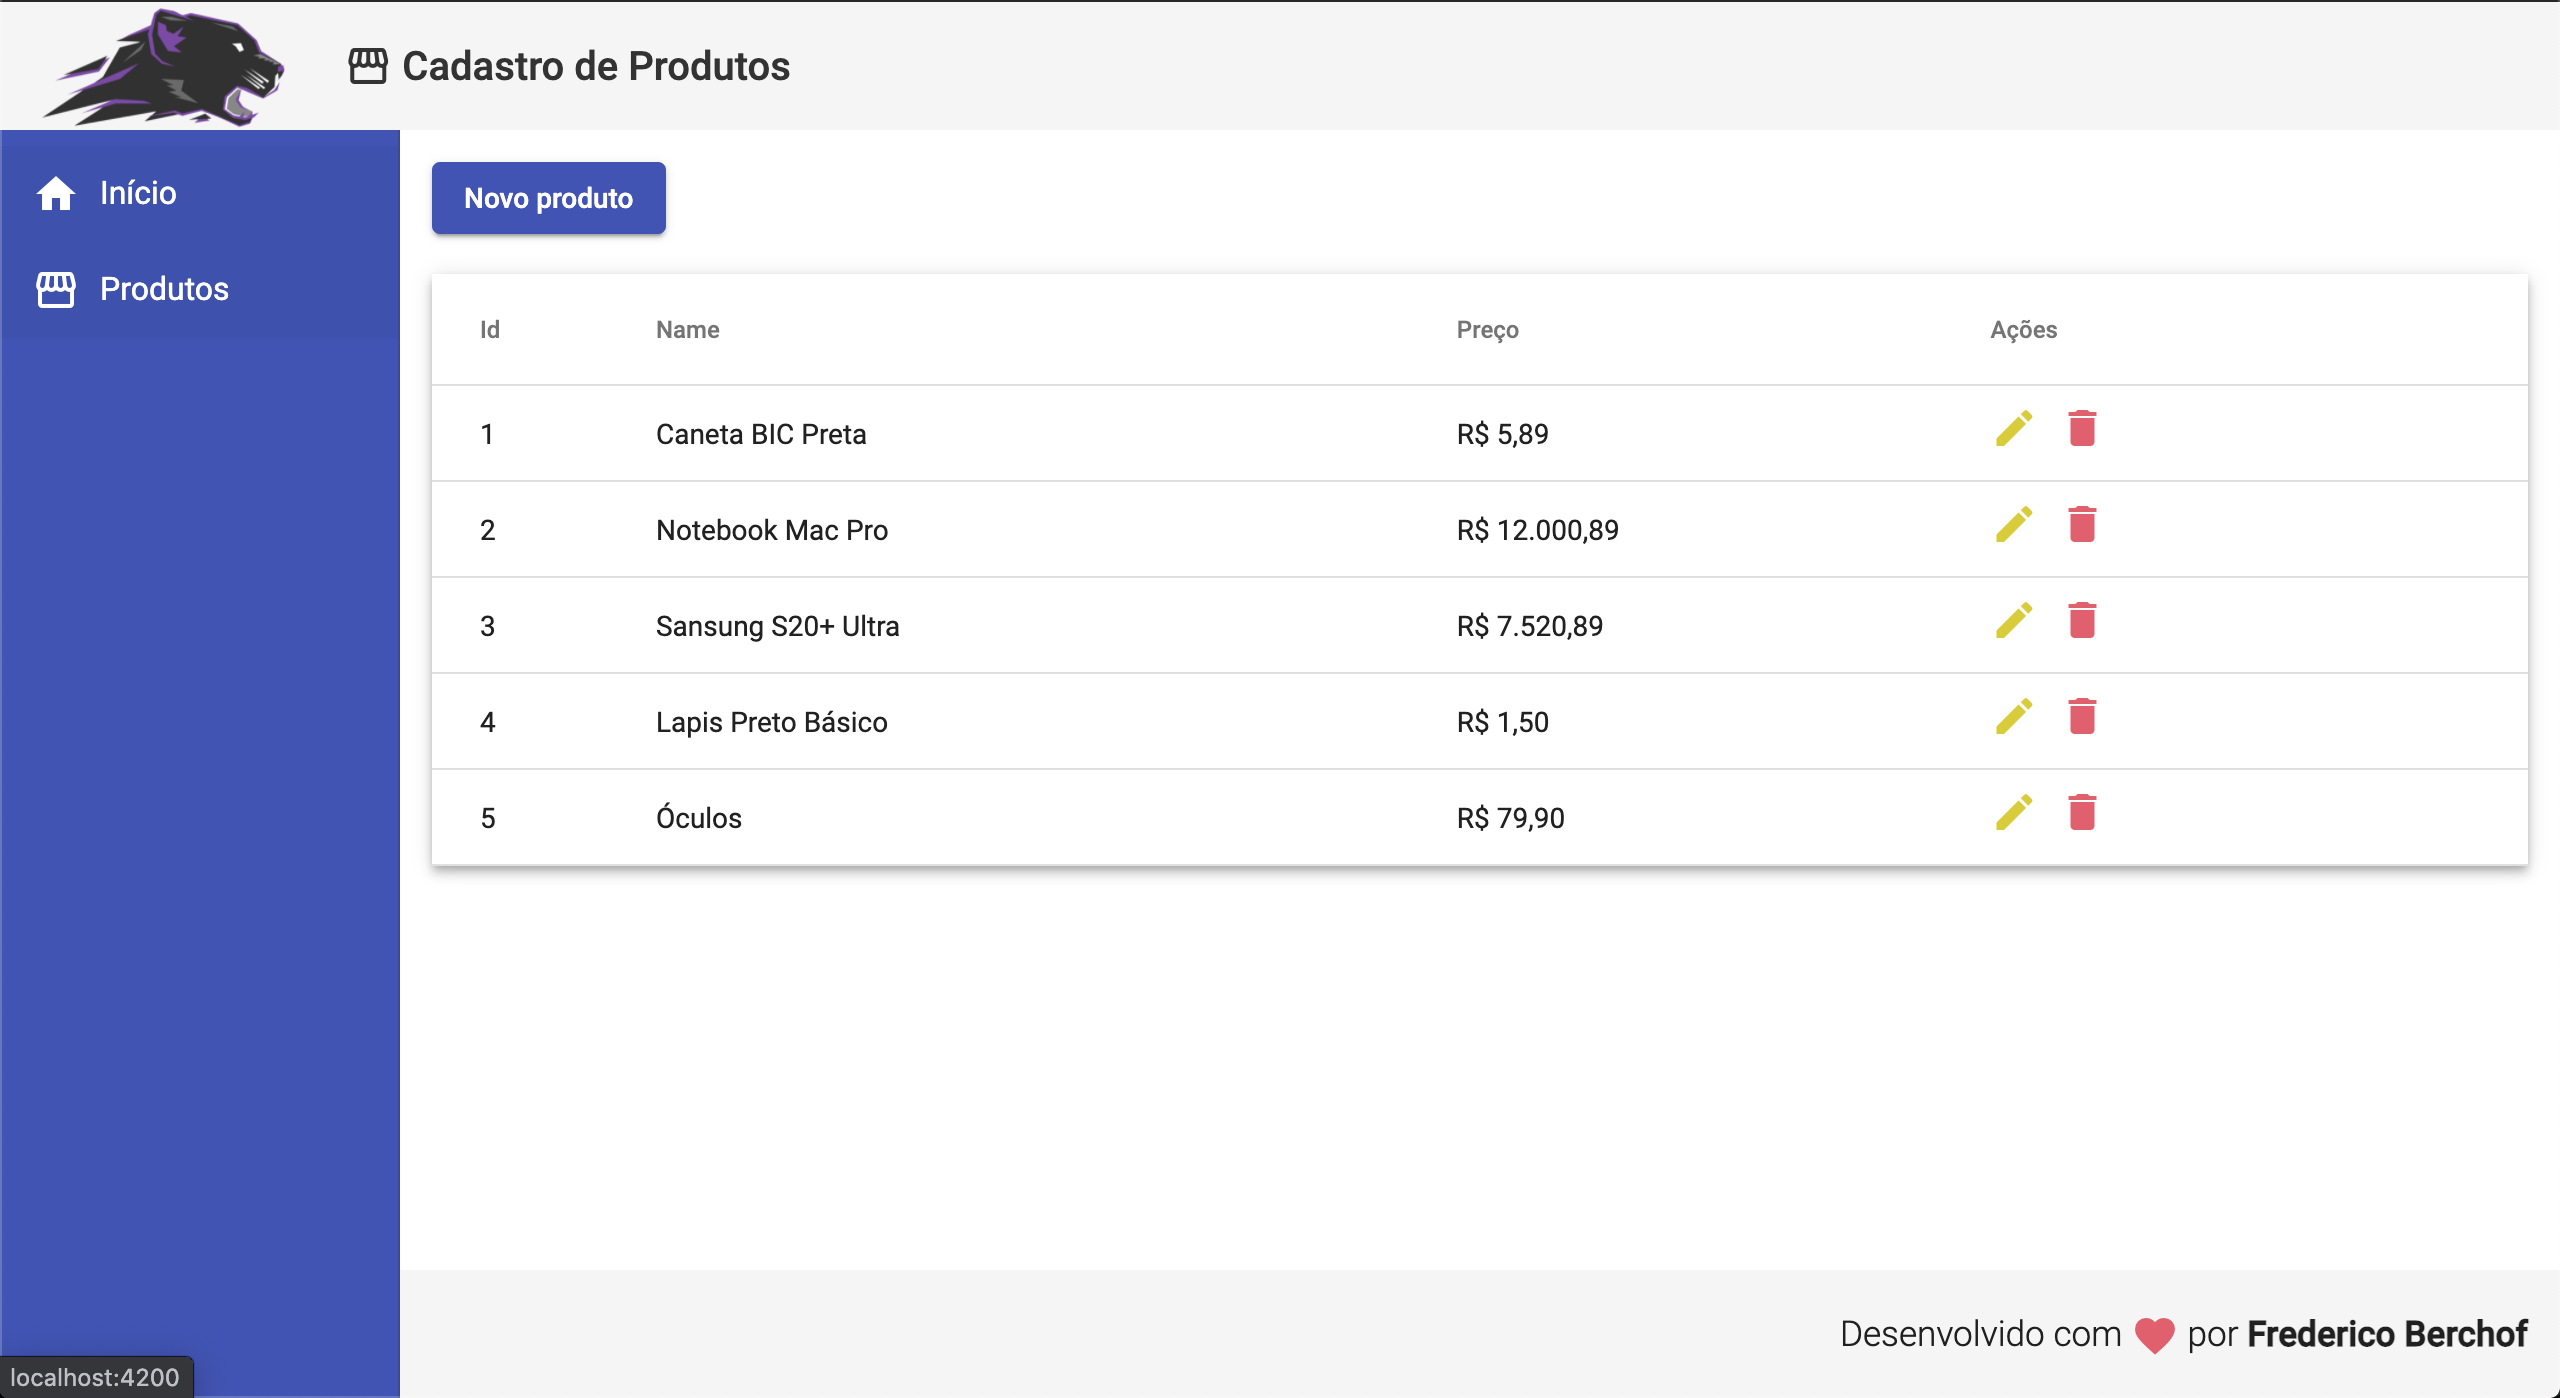 Cadastro de Produtos
Início
Produtos
Novo produto
Id Name Preço Ações
1 Caneta BIC Preta R$ 5,89
2 Notebook Mac Pro R$ 12.000,89
3 Sansung S20+ Ultra R$ 7.520,89
4 Lapis Preto Básico R$ 1,50
5 Óculos R$ 79,90
Desenvolvido com por Frederico Berchof
localhost:4200